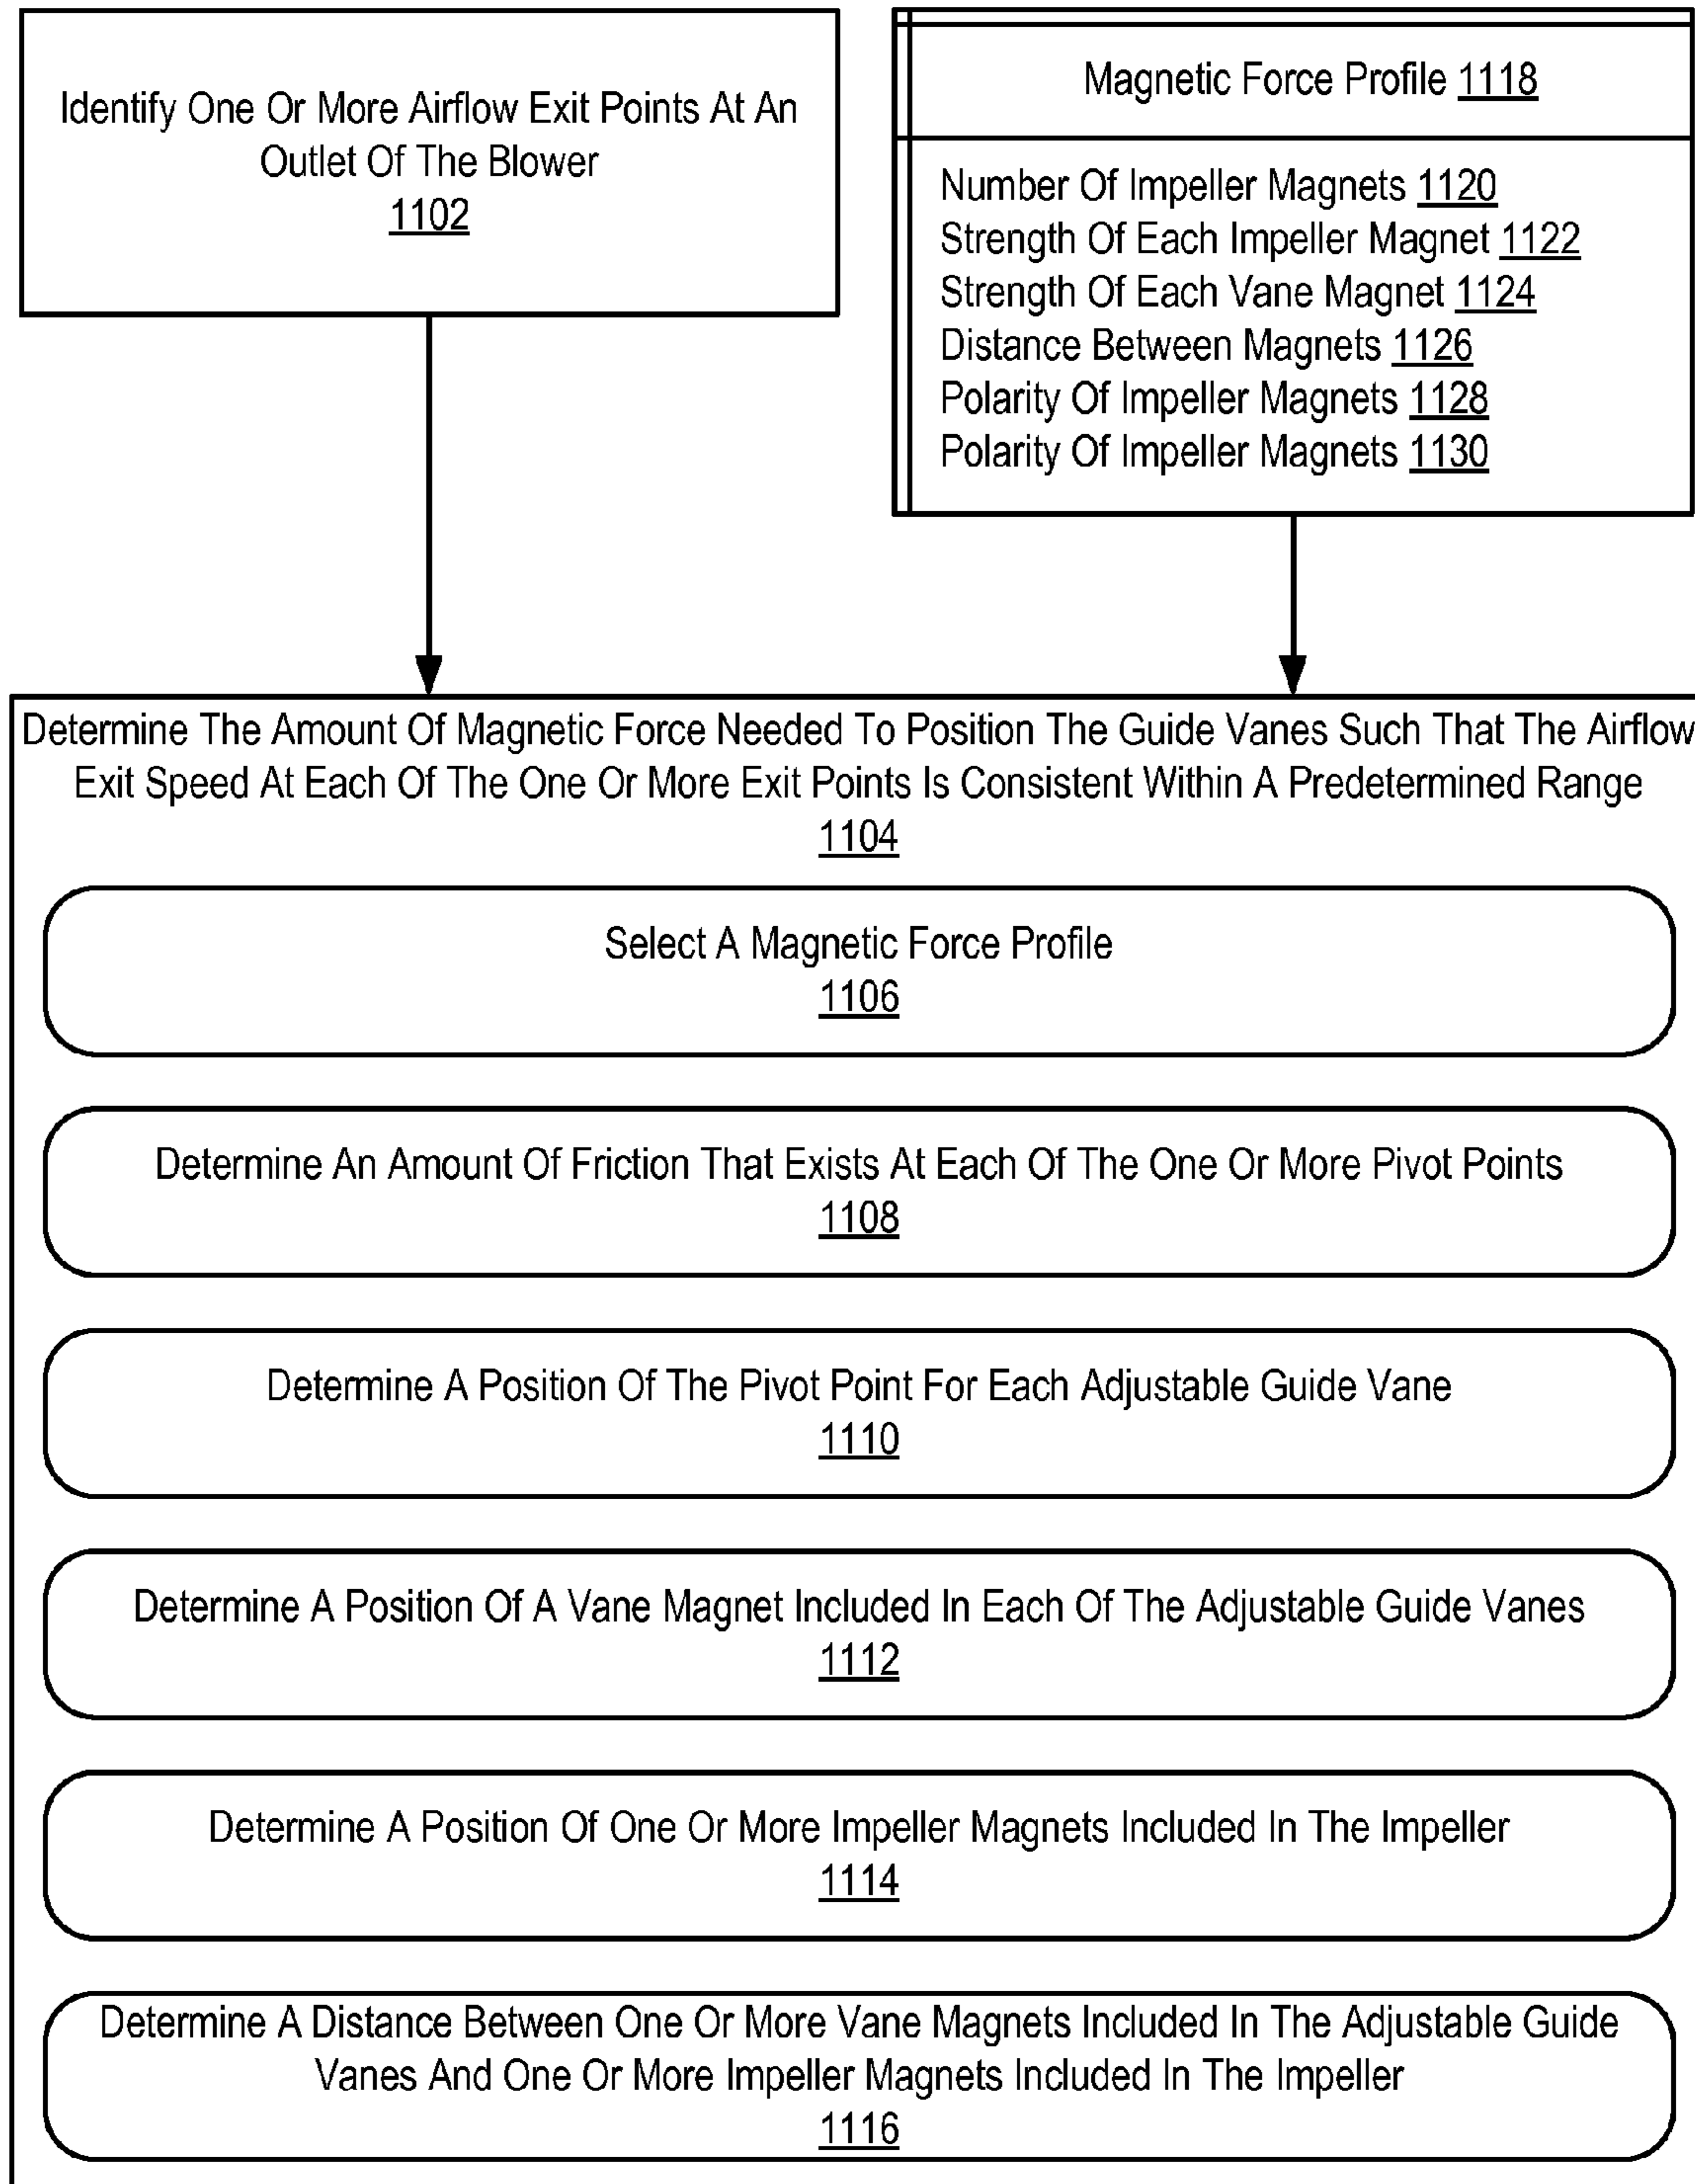 Identify One Or More Airflow Exit Points At An
Outlet Of The Blower
1102
Magnetic Force Profile 1118
Number Of Impeller Magnets 1120
Strength Of Each Impeller Magnet 1122
Strength Of Each Vane Magnet 1124
Distance Between Magnets 1126
Polarity Of Impeller Magnets 1128
Polarity Of Impeller Magnets 1130
Determine The Amount Of Magnetic Force Needed To Position The Guide Vanes Such That The Airflow
Exit Speed At Each Of The One Or More Exit Points Is Consistent Within A Predetermined Range
1104
Select A Magnetic Force Profile
1106
Determine An Amount Of Friction That Exists At Each Of The One Or More Pivot Points
1108
Determine A Position Of The Pivot Point For Each Adjustable Guide Vane
1110
Determine A Position Of A Vane Magnet Included In Each Of The Adjustable Guide Vanes
1112
Determine A Position Of One Or More Impeller Magnets Included In The Impeller
1114
Determine A Distance Between One Or More Vane Magnets Included In The Adjustable Guide
Vanes And One Or More Impeller Magnets Included In The Impeller
1116